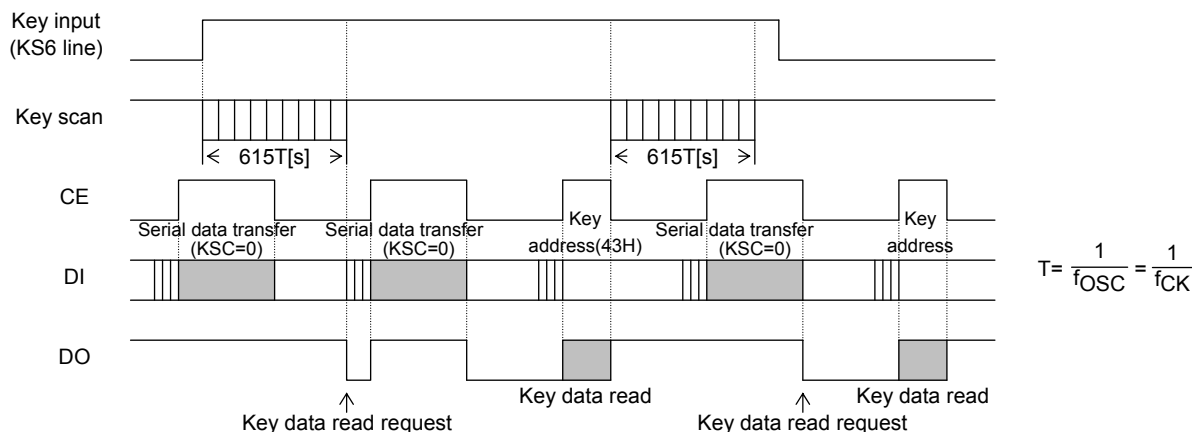 Key input
(KS6 line)
Key scan
615T[s]
615T[s]
CE
Serial data transfer
(KSC=0)
Serial data transfer
(KSC=0)
Key
address(43H)
Serial data transfer
(KSC=0)
Key
address
DI
T= 1/fOSC = 1/fCK
DO
Key data read
Key data read
Key data read request
Key data read request